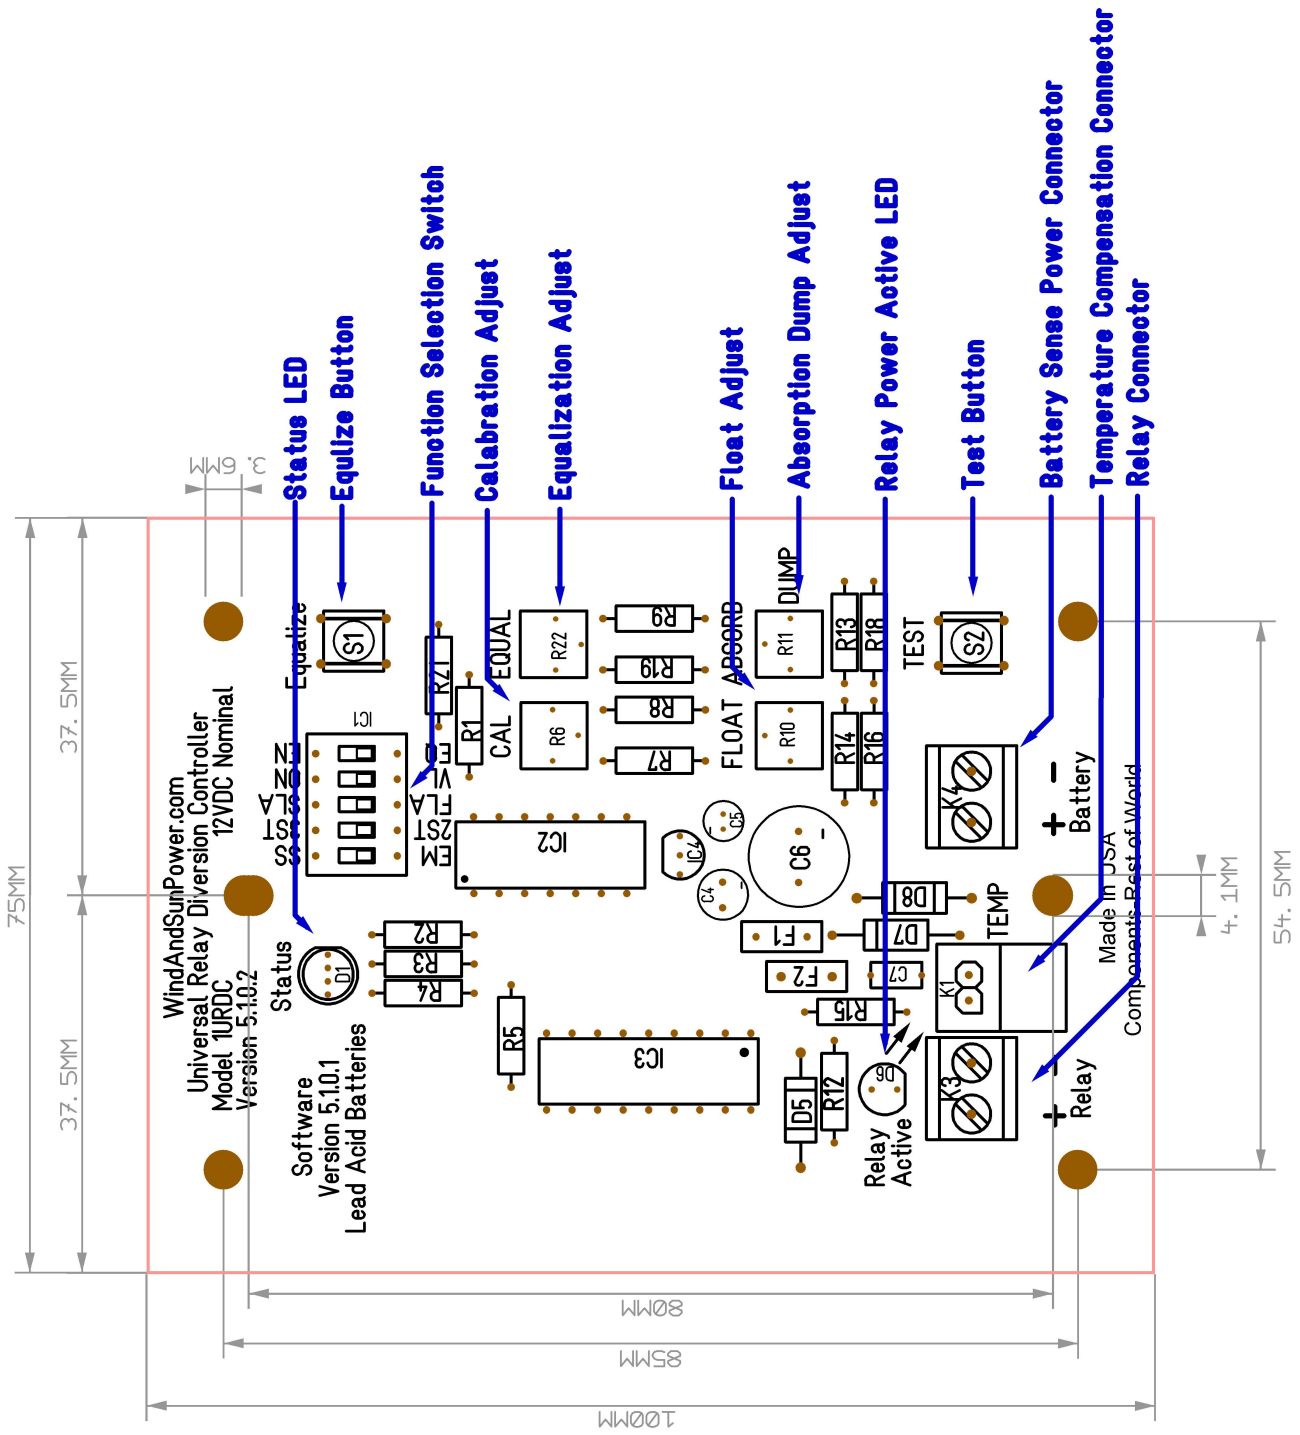 Status LED
Equlize Button
Function Selection Switch
Calabration Adjust
Equalization Adjust
Float Adjust
Absorption Dump Adjust
Relay Power Active LED
Test Button
Battery Sense Power Connector
Temperature Compensation Connector
Relay Connector
3.6MM
75MM
37.5MM
37.5MM
WindAndSunPower.com
Universal Relay Diversion Controller
Model 1URDC
12VDC Nominal
Version 5.1.0.2
Equalize
S1
IC1
EN
ON
SLA
3ST
SS
EQ
VL
FLA
2ST
EM
R21
R1
EQUAL
CAL
R22
R6
R9
R19
R8
R7
ABCORD
FLOAT
DUMP
R11
R10
R13
R18
R14
R16
TEST
S2
K4
- +
Battery
IC2
IC4
C5
C4
C6
D8
D7
TEMP
F1
F2
C7
K1
R15
Made in USA
Components Rest of World
Status
D1
R2
R3
R4
R5
IC3
Software
Version 5.1.0.1
Lead Acid Batteries
D5
R12
D6
Relay
Active
K3
- +
Relay
4.1MM
54.5MM
80MM
85MM
100MM